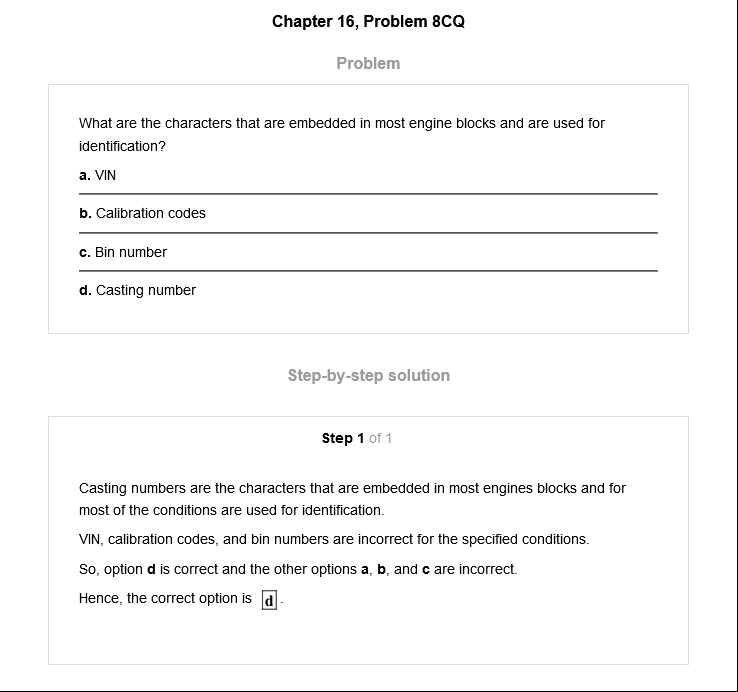 Chapter 16, Problem 8CQ
Problem
What are the characters that are embedded in most engine blocks and are used for
identification?
a. VIN
b. Calibration codes
c. Bin number
d. Casting number
Step-by-step solution
Step 1 of 1
Casting numbers are the characters that are embedded in most engines blocks and for
most of the conditions are used for identification.
VIN, calibration codes, and bin numbers are incorrect for the specified conditions.
So, option d is correct and the other options a, b, and c are incorrect.
Hence, the correct option is d.